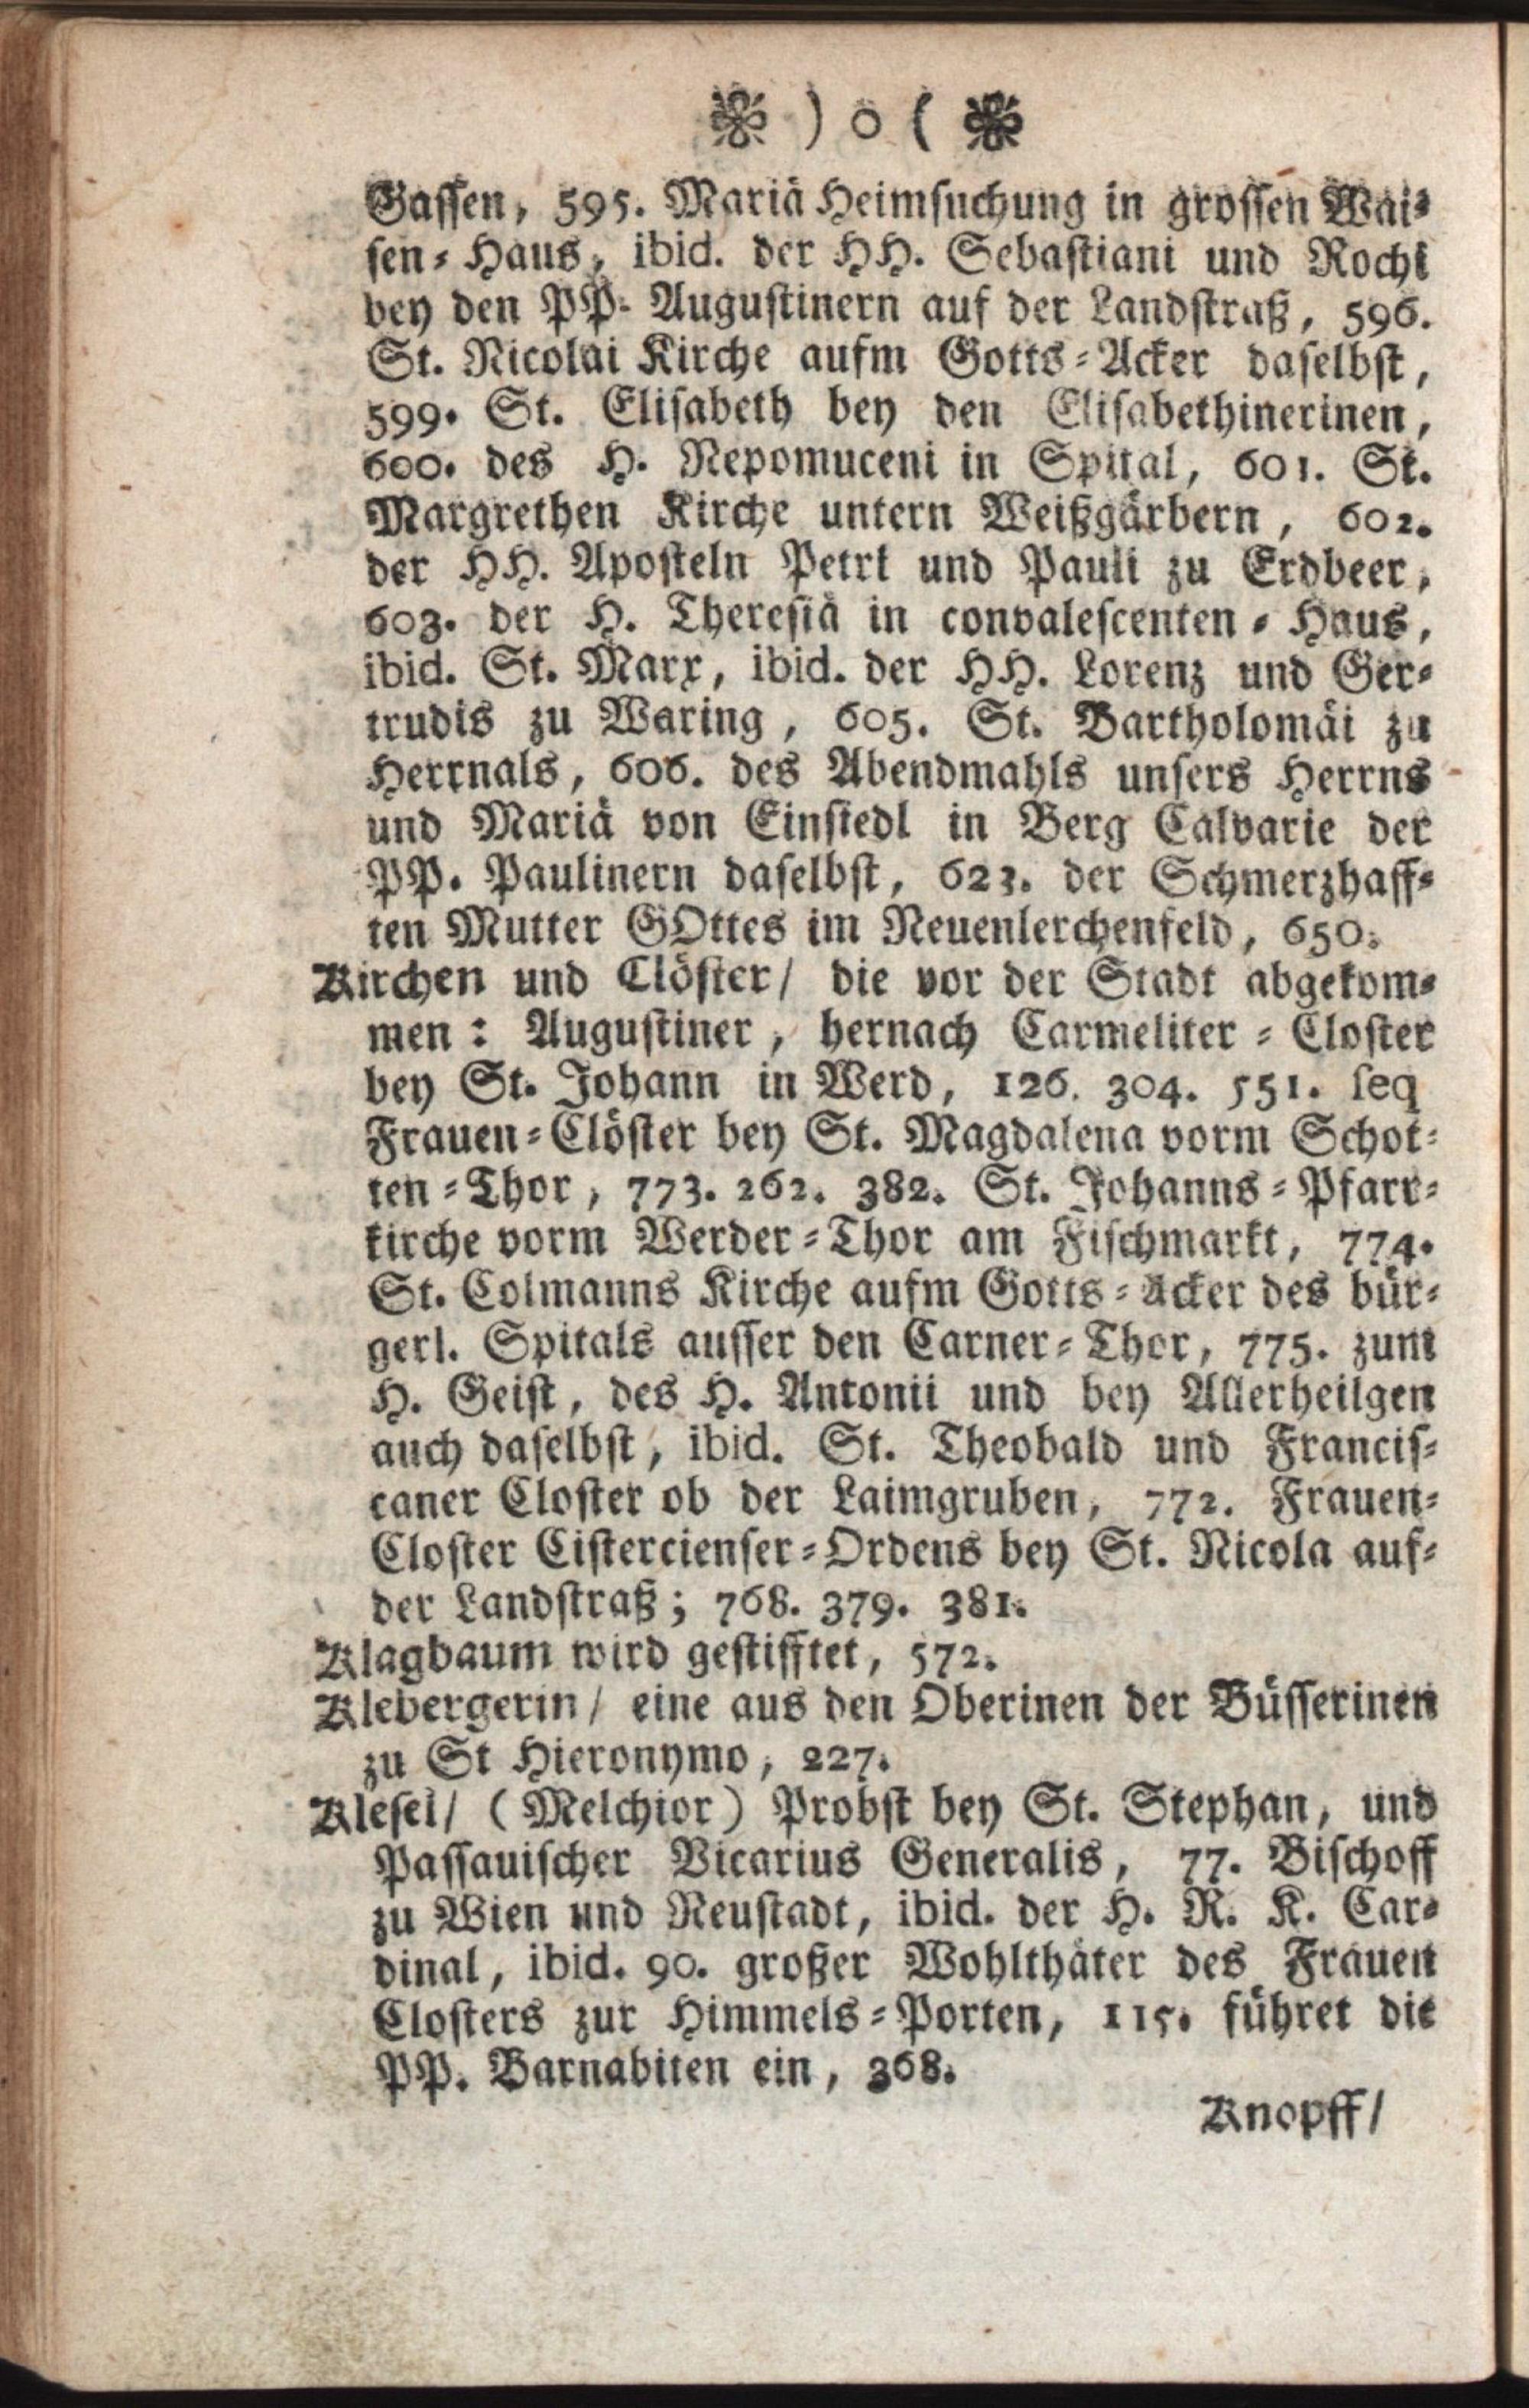 ❃ ) o ( ❃
Gassen, 595. Mariä Heimsuchung in grossen Wai-
sen-Haus, ibid. der HH. Sebastiani und Rochi
bey den PP. Augustinern auf der Landstraß, 596.
St. Nicolai Kirche aufm Gotts-Acker daselbst,
599. St. Elisabeth bey den Elisabethinerinen,
600. des H. Nepomuceni in Spital, 601. St.
Margrethen Kirche untern Weißgärbern, 602.
der HH. Aposteln Petri und Pauli zu Erdbeer,
603. der H. Theresiä in convalescenten-Haus,
ibid. St. Marx, ibid. der HH. Lorenz und Ger-
trudis zu Waring, 605. St. Bartholomäi zu
Herrnals, 606. des Abendmahls unsers Herrns
und Mariä von Einsiedl in Berg Calvarie der
PP. Paulinern daselbst, 623. der Schmerzhaff-
ten Mutter GOttes im Neuenlerchenfeld, 650.
Kirchen und Clöster/ die vor der Stadt abgekom-
men: Augustiner, hernach Carmeliter-Closter
bey St. Johann in Werd, 126. 304. 551. seq
Frauen-Clöster bey St. Magdalena vorm Schot-
ten-Thor, 773. 262. 382. St. Johanns-Pfarr-
kirche vorm Werder-Thor am Fischmarkt, 774.
St. Colmanns Kirche aufm Gotts-äcker des bür-
gerl. Spitals ausser den Carner-Thor, 775. zum
H. Geist, des H. Antonii und bey Allerheilgen
auch daselbst, ibid. St. Theobald und Francis-
caner Closter ob der Laimgruben, 772. Frauen-
Closter Cistercienser-Ordens bey St. Nicola auf-
der Landstraß; 768. 379. 381.
Klagbaum wird gestifftet, 572.
Klebergerin/ eine aus den Oberinen der Büsserinen
zu St Hieronymo, 227.
Klesel/ (Melchior) Probst bey St. Stephan, und
Passauischer Vicarius Generalis, 77. Bischoff
zu Wien und Neustadt, ibid. der H. R. K. Car-
dinal, ibid. 90. großer Wohlthäter des Frauen
Closters zur Himmels-Porten, 115. führet die
PP. Barnabiten ein, 368.
Knopff/